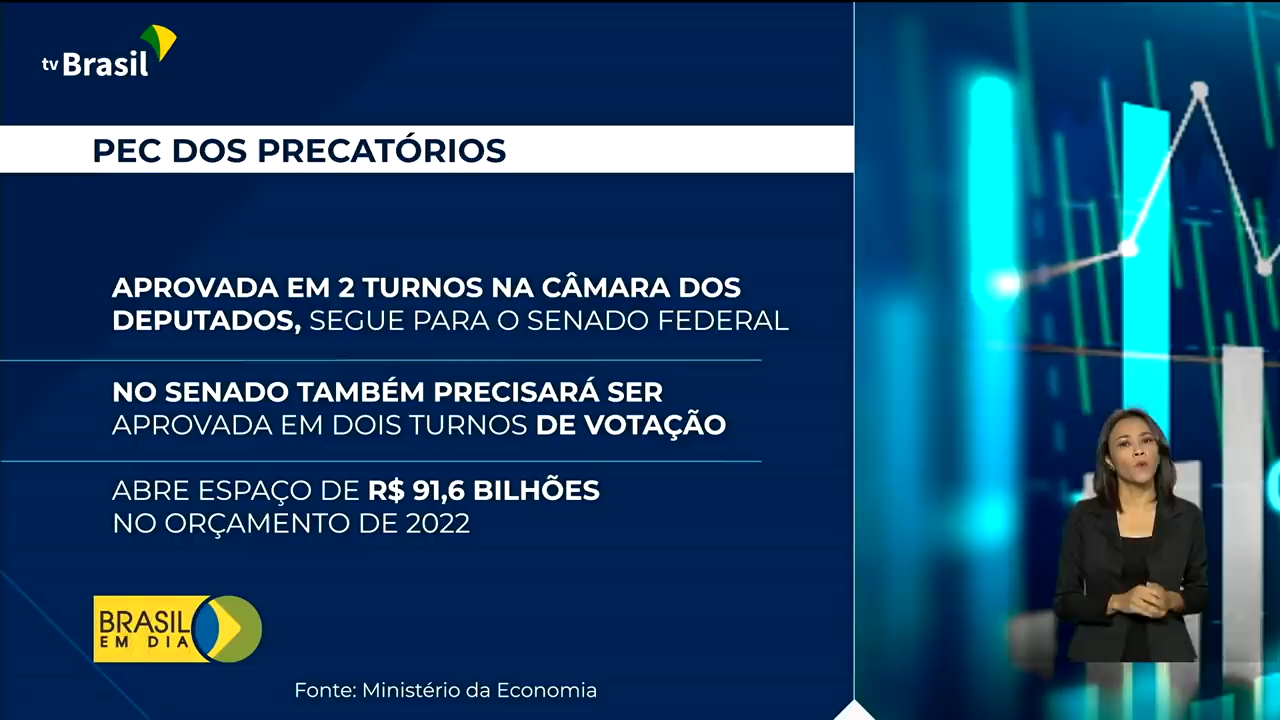 tv Brasil
PEC DOS PRECATÓRIOS
APROVADA EM 2 TURNOS NA CÂMARA DOS
DEPUTADOS, SEGUE PARA O SENADO FEDERAL
NO SENADO TAMBÉM PRECISARÁ SER
APROVADA EM DOIS TURNOS DE VOTAÇÃO
ABRE ESPAÇO DE R$ 91,6 BILHÕES
NO ORÇAMENTO DE 2022
BRASIL
EM DIA
Fonte: Ministério da Economia